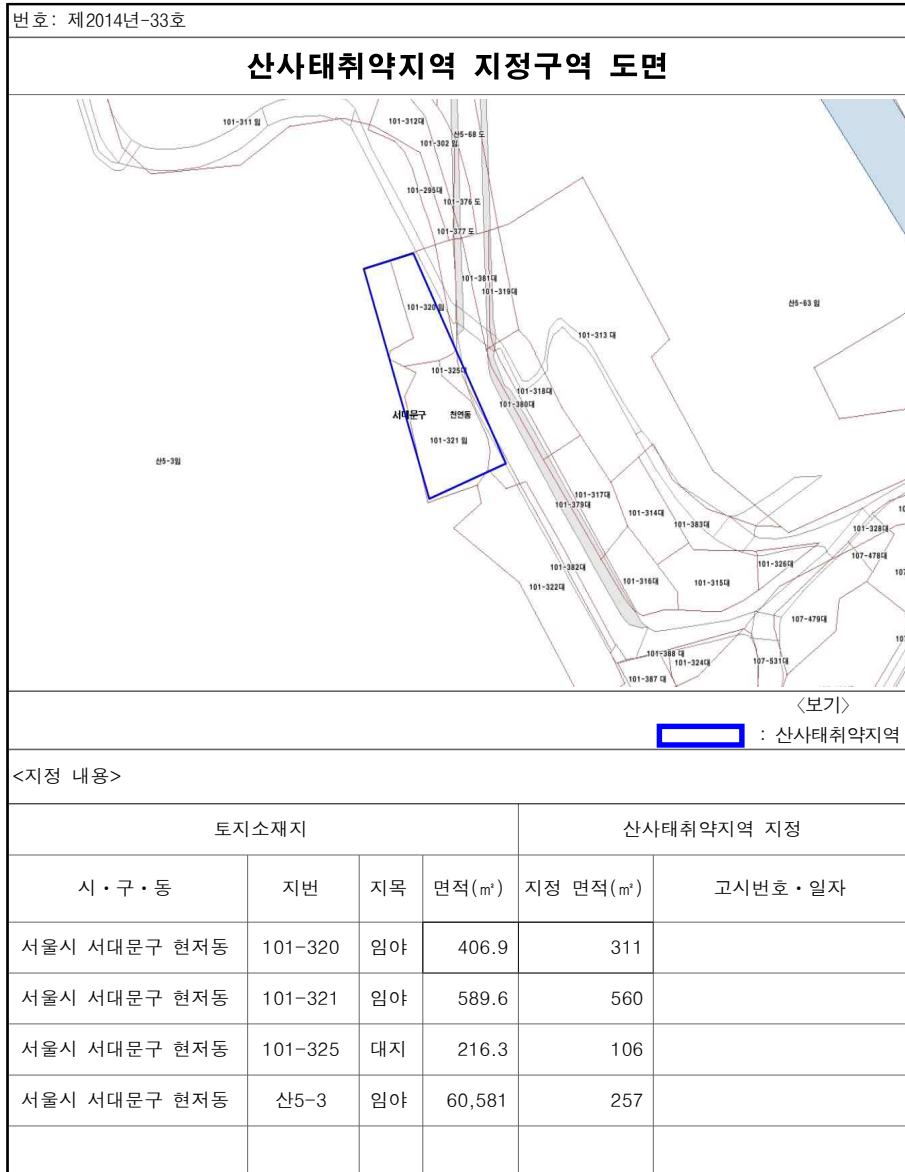 번호: 제2014년-33호
산사태취약지역 지정구역 도면
101-311 임
101-312대
산5-68 도
101-302 임
101-295대
101-376 도
101-377 도
101-381대
101-319대
101-320 임
산5-63 임
101-313 대
101-325대
101-318대
101-380대
서대문구
천연동
101-321 임
산5-3임
101-317대
101-379대
101-314대
101-383대
101-328대
107-478대
101-382대
101-326대
101-322대
101-316대
101-315대
107-479대
101-388 대
101-324대
107-531대
101-387 대
〈보기〉
: 산사태취약지역
<지정 내용>
토지소재지 산사태취약지역 지정
시・구・동 지번 지목 면적(㎡) 지정 면적(㎡) 고시번호・일자
서울시 서대문구 현저동 101-320 임야 406.9 311
서울시 서대문구 현저동 101-321 임야 589.6 560
서울시 서대문구 현저동 101-325 대지 216.3 106
서울시 서대문구 현저동 산5-3 임야 60,581 257